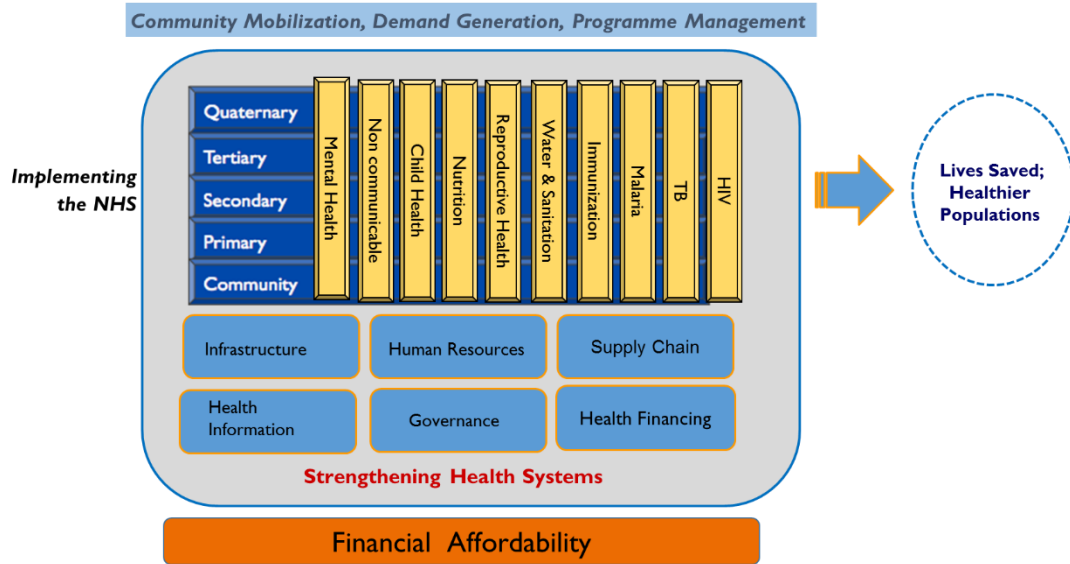 Community Mobilization, Demand Generation, Programme Management
Implementing
the NHS
Quaternary
Tertiary
Secondary
Primary
Community
Mental Health
Non communicable
Child Health
Nutrition
Reproductive Health
Water & Sanitation
Immunization
Malaria
TB
HIV
Lives Saved;
Healthier
Populations
Infrastructure
Human Resources
Supply Chain
Health
Information
Governance
Health Financing
Strengthening Health Systems
Financial Affordability